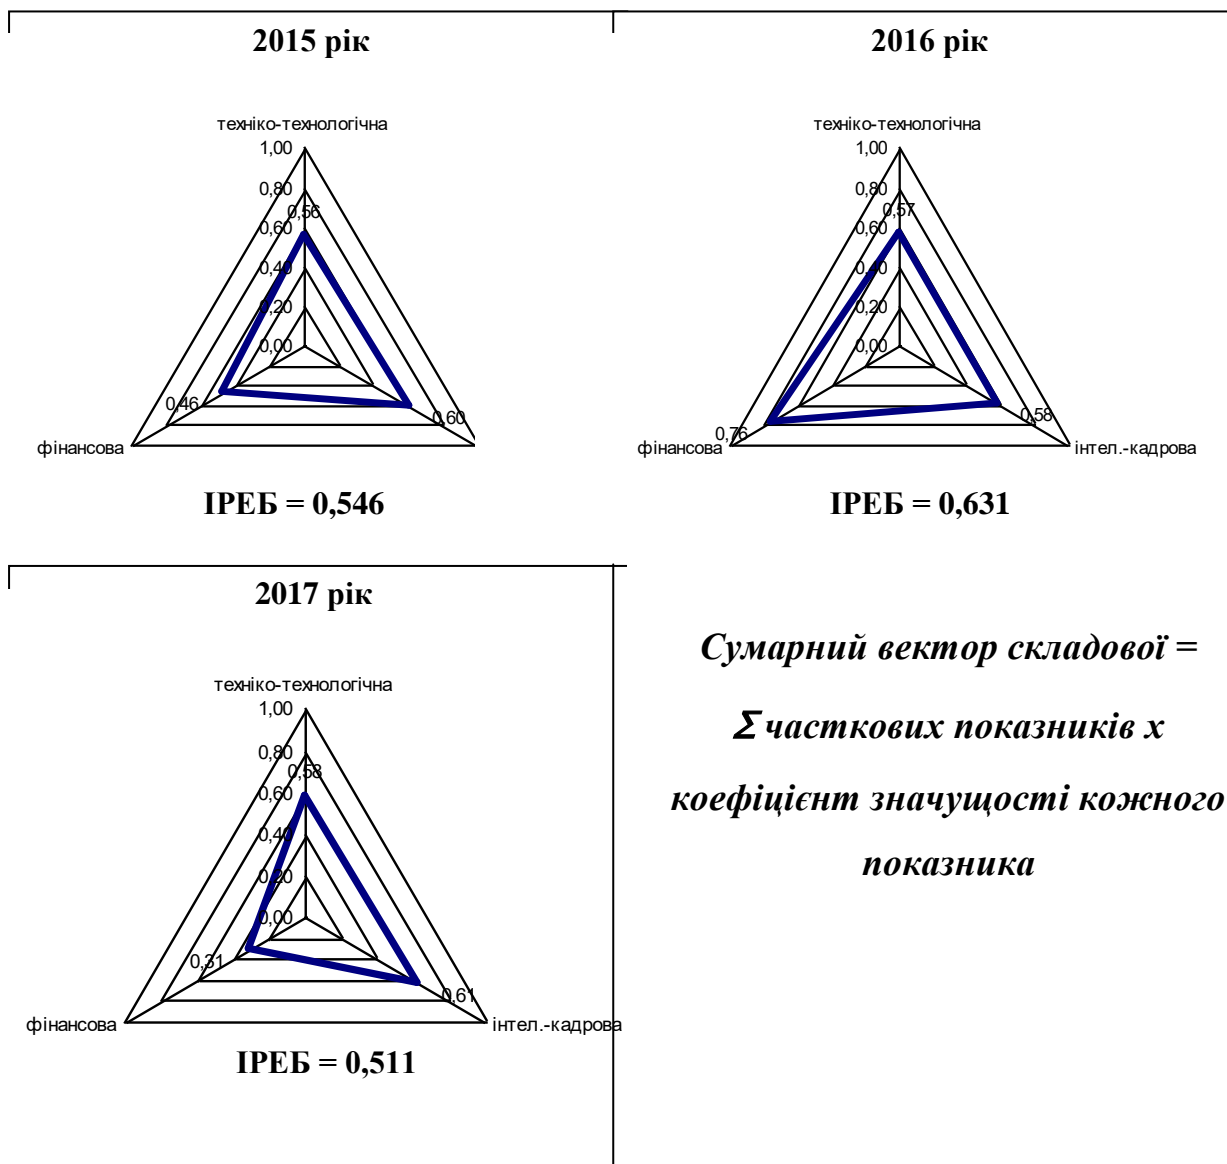 2015 рік
техніко-технологічна
1,00
0,80
0,56
0,60
0,40
0,20
0,00
0,46
0,60
фінансова
ІРЕБ = 0,546
2016 рік
техніко-технологічна
1,00
0,80
0,57
0,60
0,40
0,20
0,00
0,76
0,58
фінансова
інтел.-кадрова
ІРЕБ = 0,631
2017 рік
техніко-технологічна
1,00
0,80
0,58
0,60
0,40
0,20
0,00
0,31
0,61
фінансова
інтел.-кадрова
ІРЕБ = 0,511
Сумарний вектор складової =
Σ часткових показників х
коефіцієнт значущості кожного
показника